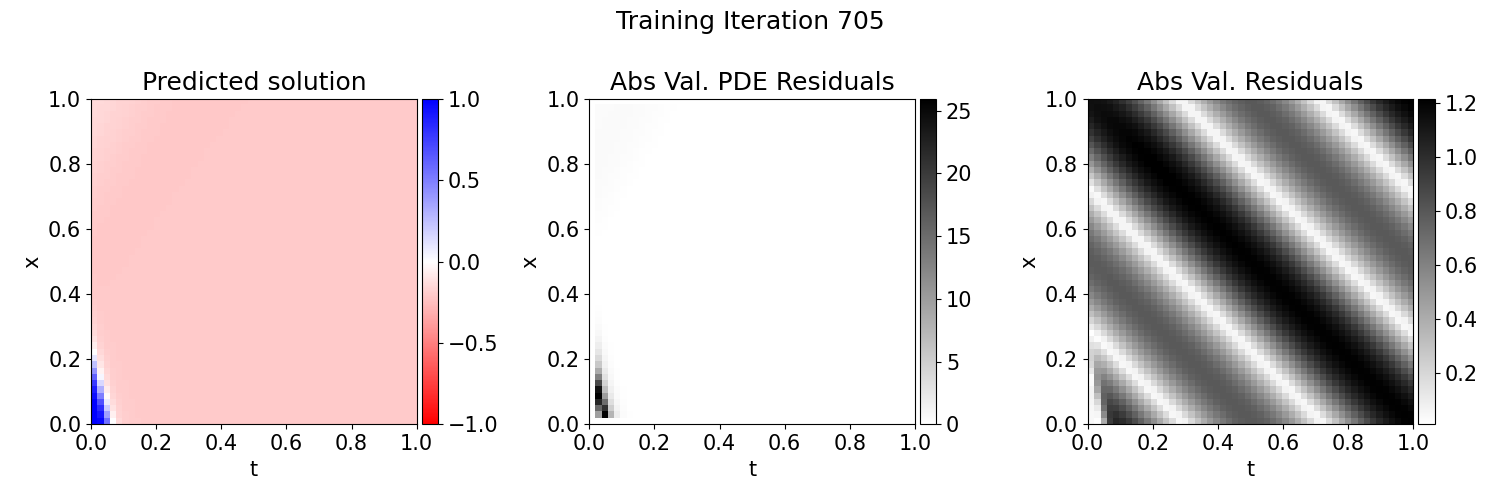 Training Iteration 705
Predicted solution
Abs Val. PDE Residuals
Abs Val. Residuals
1.0
0.8
0.6
0.4
0.2
0.0
x
0.0 0.2 0.4 0.6 0.8 1.0
t
1.0
0.5
0.0
−0.5
−1.0
1.0
0.8
0.6
0.4
0.2
0.0
x
0.0 0.2 0.4 0.6 0.8 1.0
t
25
20
15
10
5
0
1.0
0.8
0.6
0.4
0.2
0.0
x
0.0 0.2 0.4 0.6 0.8 1.0
t
1.2
1.0
0.8
0.6
0.4
0.2